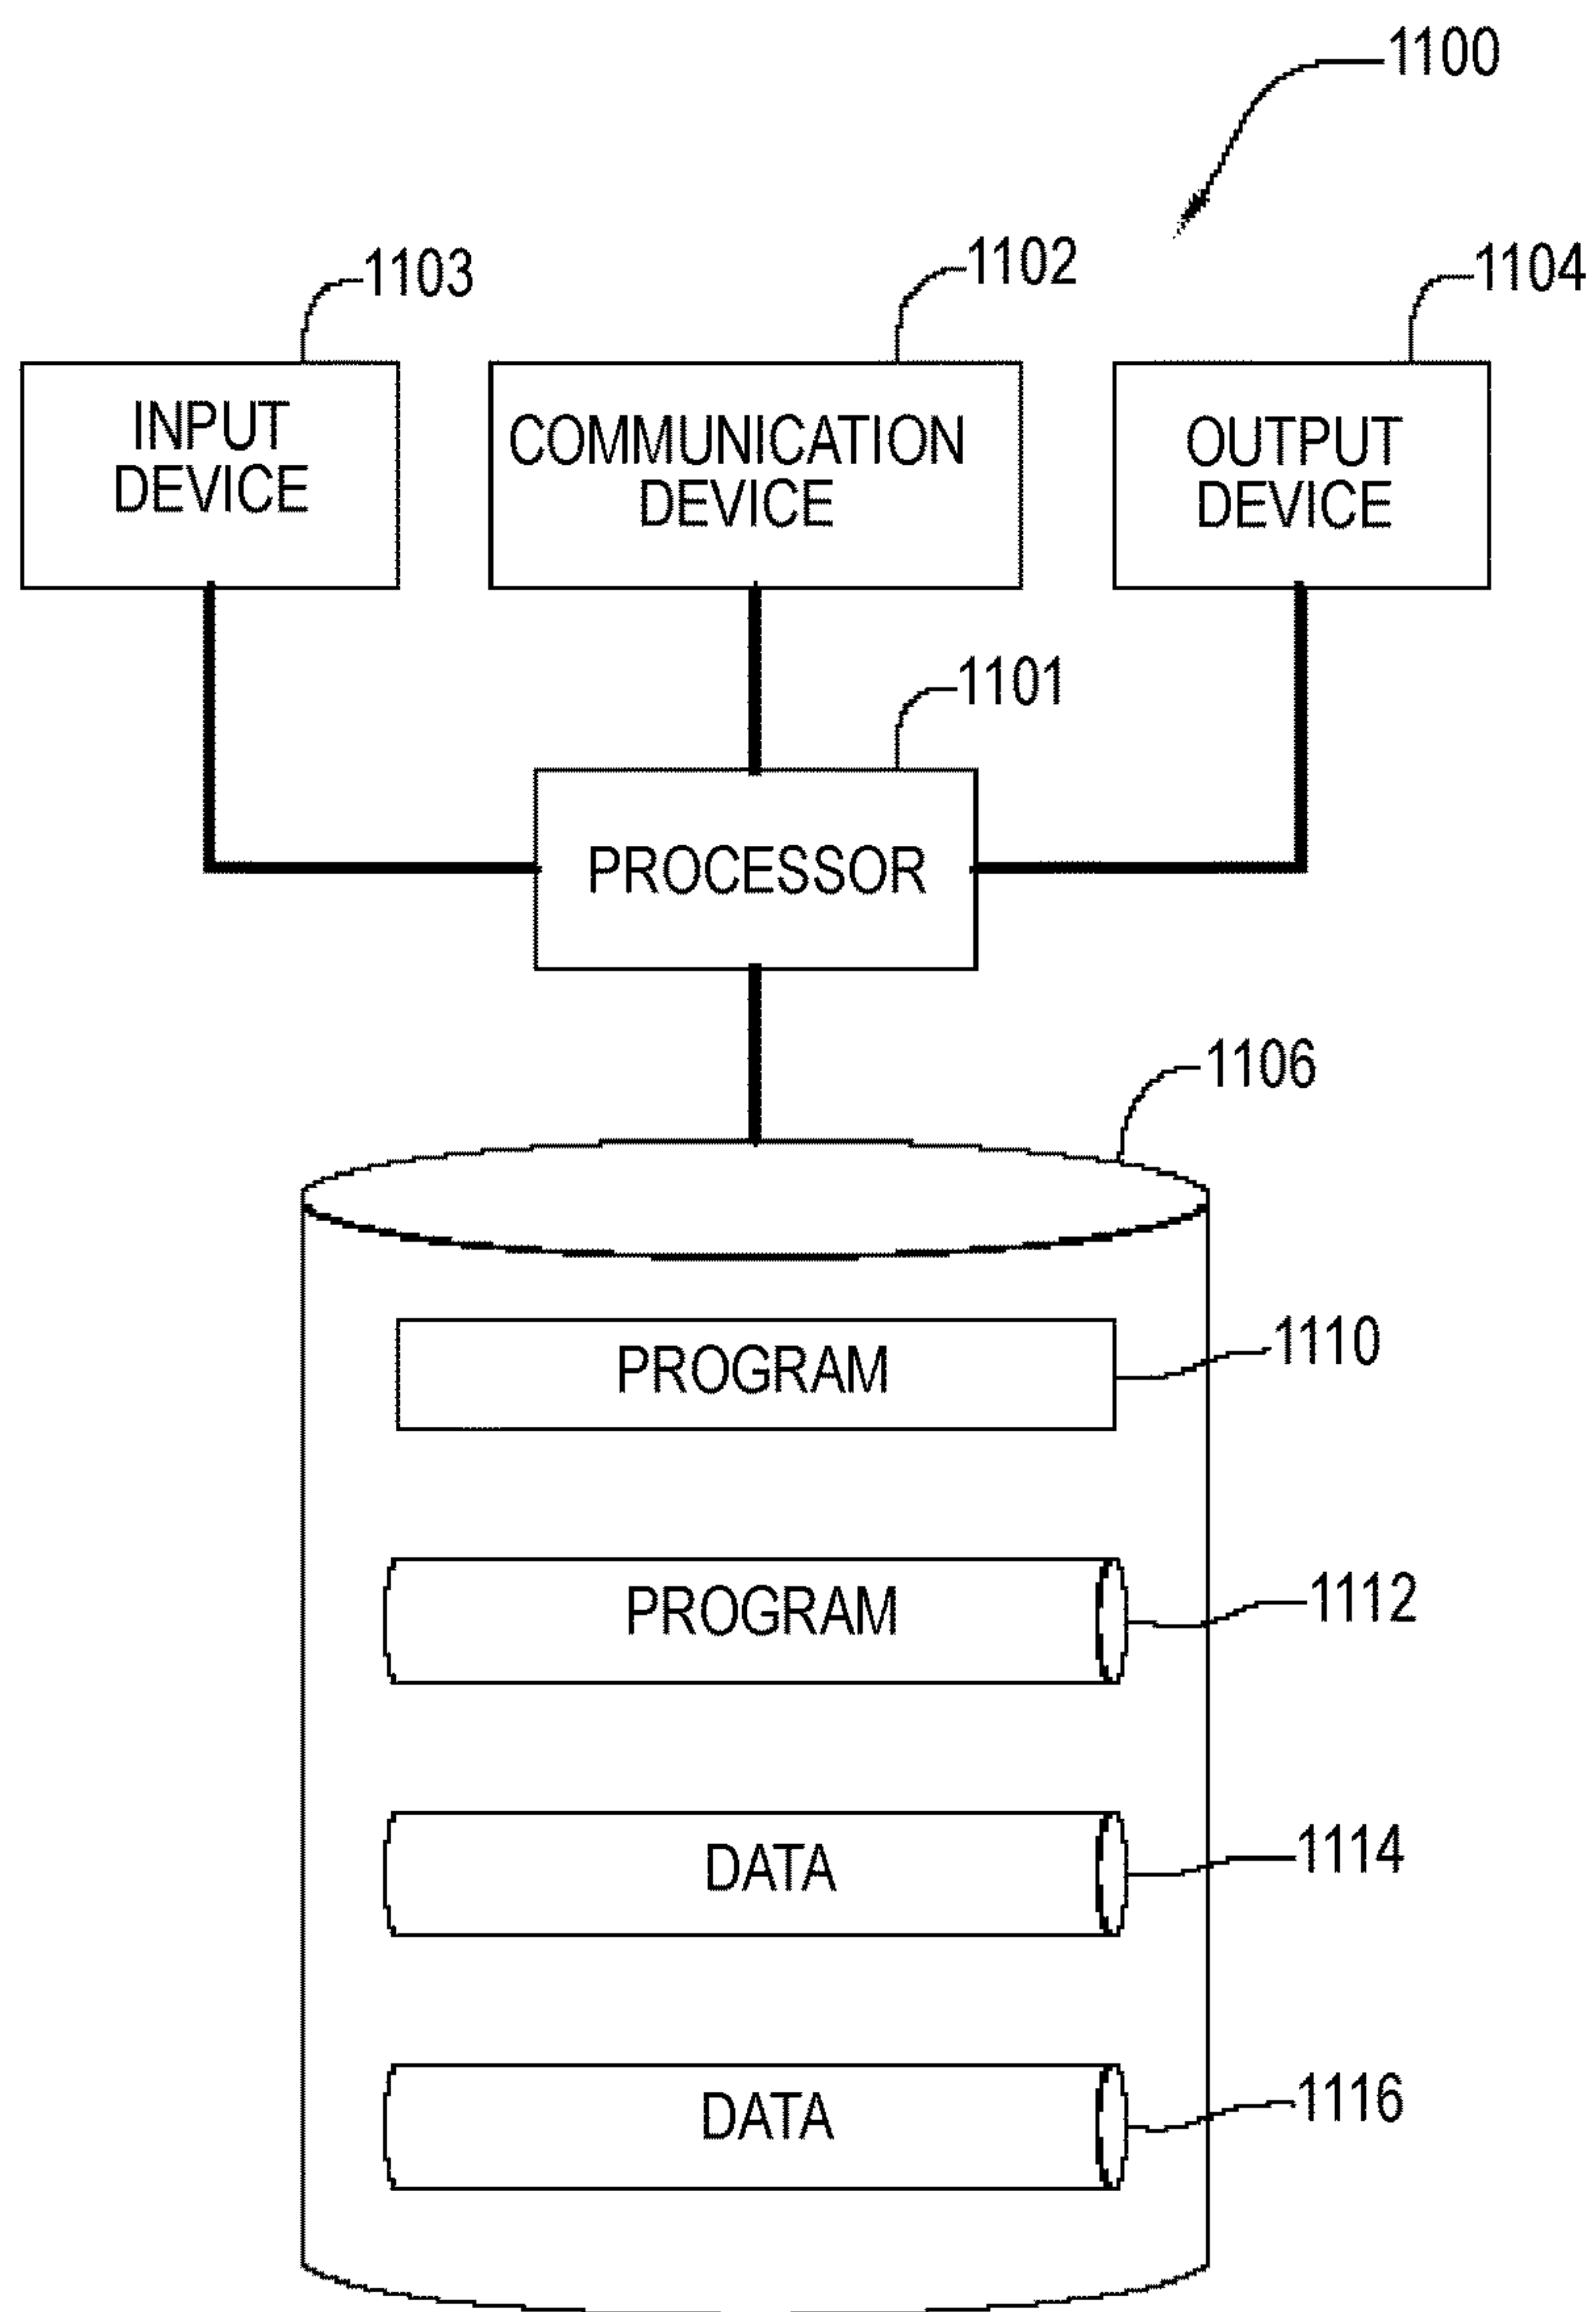 1100
1103
1102
1104
INPUT
DEVICE
COMMUNICATION
DEVICE
OUTPUT
DEVICE
1101
PROCESSOR
1106
PROGRAM
1110
PROGRAM
1112
DATA
1114
DATA
1116